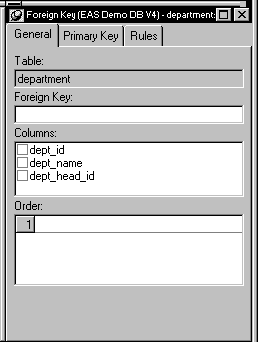 Foreign Key (EAS Demo DB V4) - department:
General Primary Key Rules
Table:
department
Foreign Key:
Columns:
dept_id
dept_name
dept_head_id
Order:
1